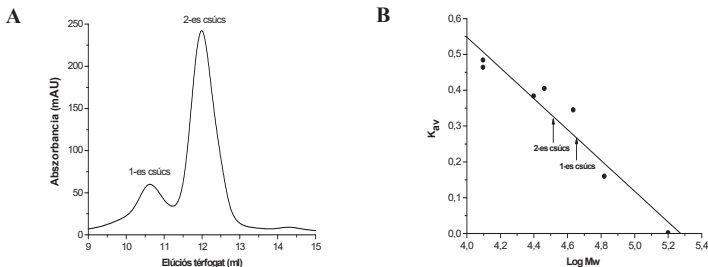 A
2-es csúcs
250
200
150
100
50
0
Abszorbancia (mAU)
1-es csúcs
9
10
11
12
13
14
15
Elúciós térfogat (ml)
B
0,6
0,5
0,4
0,3
0,2
0,1
0,0
Kav
2-es csúcs
1-es csúcs
4,0
4,2
4,4
4,6
4,8
5,0
5,2
Log Mw